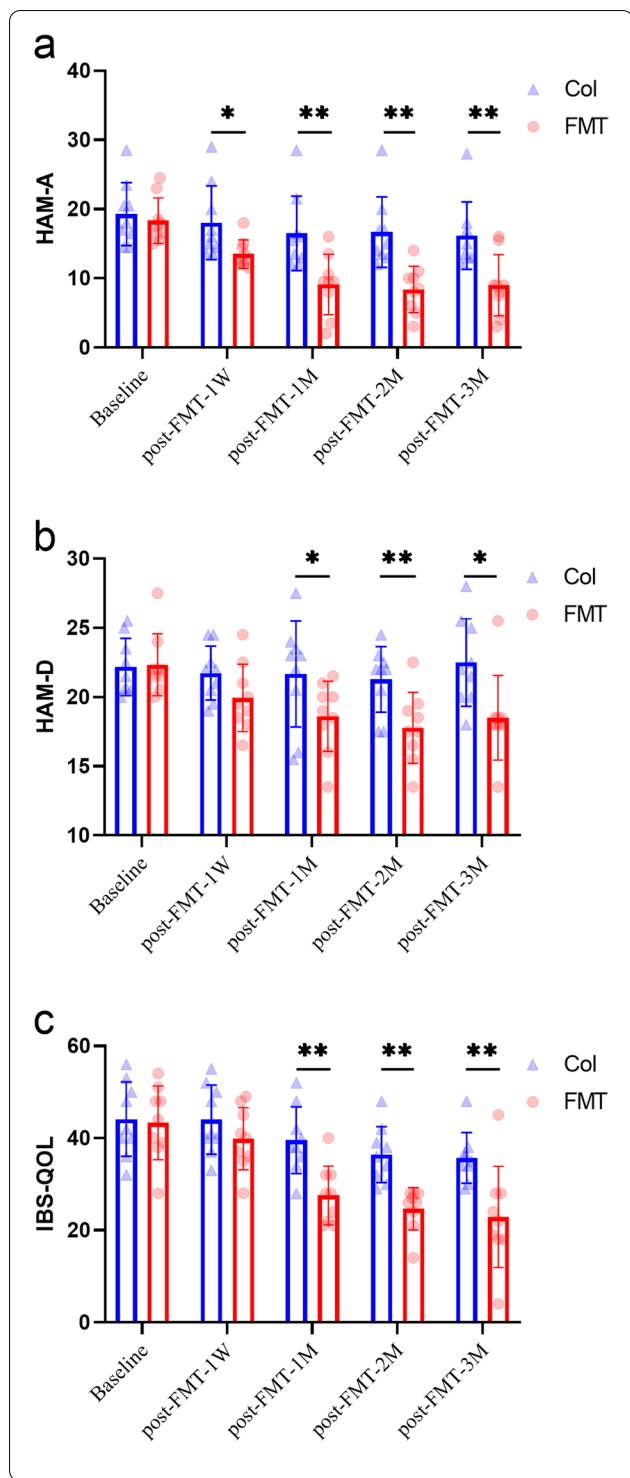 a
40
30
20
10
0
HAM-A
* ** ** **
Col
FMT
Baseline
post-FMT-1W
post-FMT-1M
post-FMT-2M
post-FMT-3M
b
30
25
20
15
10
HAM-D
* ** *
Col
FMT
Baseline
post-FMT-1W
post-FMT-1M
post-FMT-2M
post-FMT-3M
c
60
40
20
0
IBS-QOL
** ** **
Col
FMT
Baseline
post-FMT-1W
post-FMT-1M
post-FMT-2M
post-FMT-3M